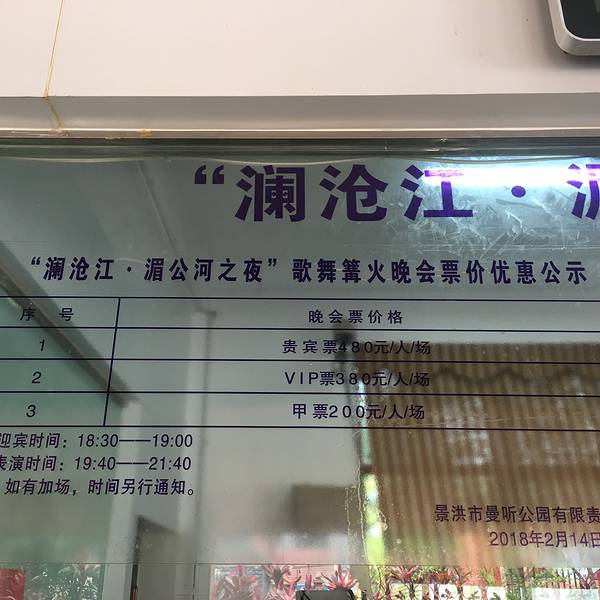 “澜沧江·湄
“澜沧江·湄公河之夜”歌舞篝火晚会票价优惠公示
序 号 晚会票价格
1 贵宾票480元/人/场
2 VIP票380元/人/场
3 甲票200元/人/场
迎宾时间：18:30——19:00
表演时间：19:40——21:40
如有加场，时间另行通知。
景洪市曼听公园有限责
2018年2月14日